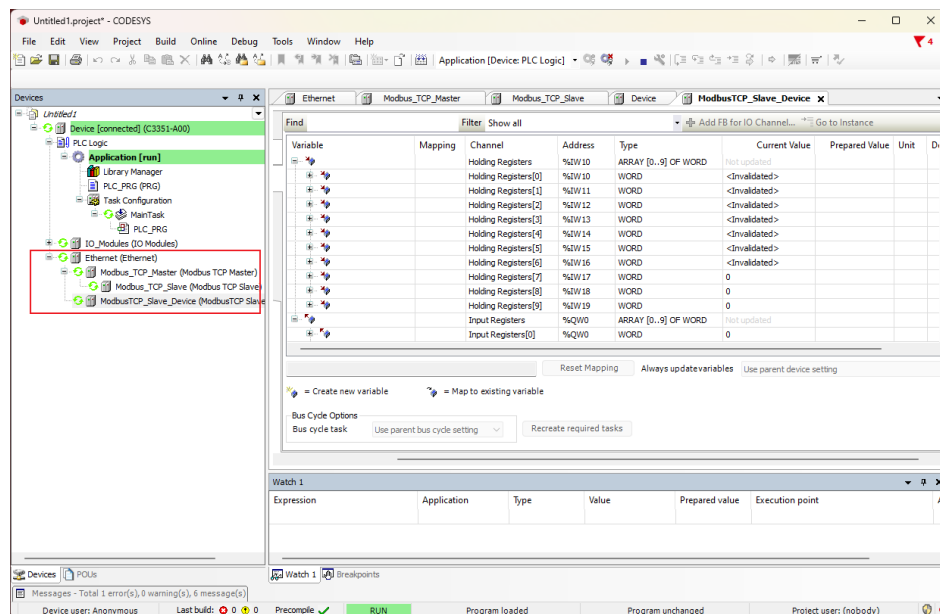 Untitled1.project* - CODESYS
File Edit View Project Build Online Debug Tools Window Help
4
Application [Device: PLC Logic]
Devices
Untitled1
Device [connected] (C3351-A00)
PLC Logic
Application [run]
Library Manager
PLC_PRG (PRG)
Task Configuration
MainTask
PLC_PRG
IO_Modules (IO Modules)
Ethernet (Ethernet)
Modbus_TCP_Master (Modbus TCP Master)
Modbus_TCP_Slave (Modbus TCP Slave)
ModbusTCP_Slave_Device (ModbusTCP Slave
Devices POUs
Ethernet Modbus_TCP_Master Modbus_TCP_Slave Device ModbusTCP_Slave_Device
Find Filter Show all Add FB for IO Channel... Go to Instance
Variable Mapping Channel Address Type Current Value Prepared Value Unit
Holding Registers %IW10 ARRAY [0..9] OF WORD Not updated
Holding Registers[0] %IW10 WORD <Invalidated>
Holding Registers[1] %IW11 WORD <Invalidated>
Holding Registers[2] %IW12 WORD <Invalidated>
Holding Registers[3] %IW13 WORD <Invalidated>
Holding Registers[4] %IW14 WORD <Invalidated>
Holding Registers[5] %IW15 WORD <Invalidated>
Holding Registers[6] %IW16 WORD <Invalidated>
Holding Registers[7] %IW17 WORD 0
Holding Registers[8] %IW18 WORD 0
Holding Registers[9] %IW19 WORD 0
Input Registers %QW0 ARRAY [0..9] OF WORD Not updated
Input Registers[0] %QW0 WORD 0
Reset Mapping Always updatevariables Use parent device setting
= Create new variable = Map to existing variable
Bus Cycle Options
Bus cycle task Use parent bus cycle setting Recreate required tasks
Watch 1
Expression Application Type Value Prepared value Execution point
Watch 1 Breakpoints
Messages - Total 1 error(s), 0 warning(s), 6 message(s)
Device user: Anonymous Last build: 0 0 Precompile RUN Program loaded Program unchanged Project user: (nobody)